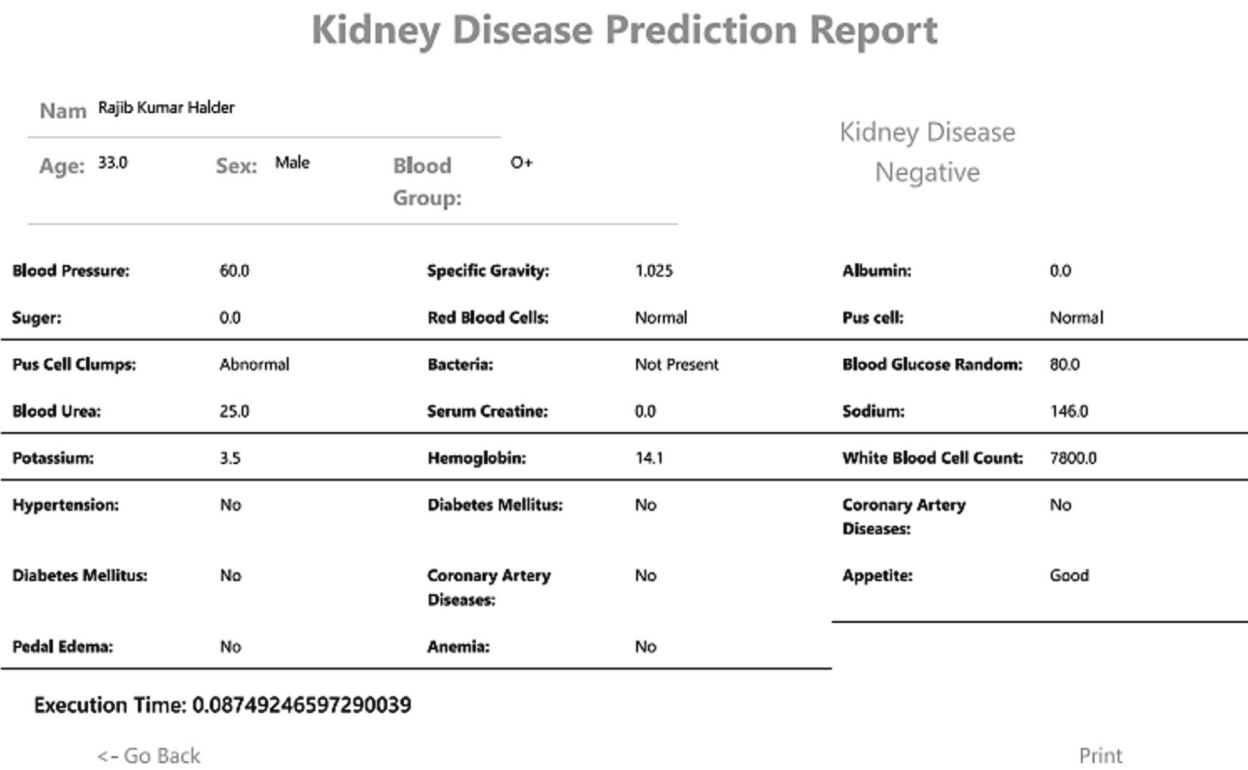 Kidney Disease Prediction Report
Nam Rajib Kumar Halder
Kidney Disease
Negative
Age: 33.0 Sex: Male Blood Group: O+
Blood Pressure: 60.0 Specific Gravity: 1.025 Albumin: 0.0
Suger: 0.0 Red Blood Cells: Normal Pus cell: Normal
Pus Cell Clumps: Abnormal Bacteria: Not Present Blood Glucose Random: 80.0
Blood Urea: 25.0 Serum Creatine: 0.0 Sodium: 146.0
Potassium: 3.5 Hemoglobin: 14.1 White Blood Cell Count: 7800.0
Hypertension: No Diabetes Mellitus: No Coronary Artery Diseases: No
Diabetes Mellitus: No Coronary Artery Diseases: No Appetite: Good
Pedal Edema: No Anemia: No
Execution Time: 0.08749246597290039
<- Go Back Print